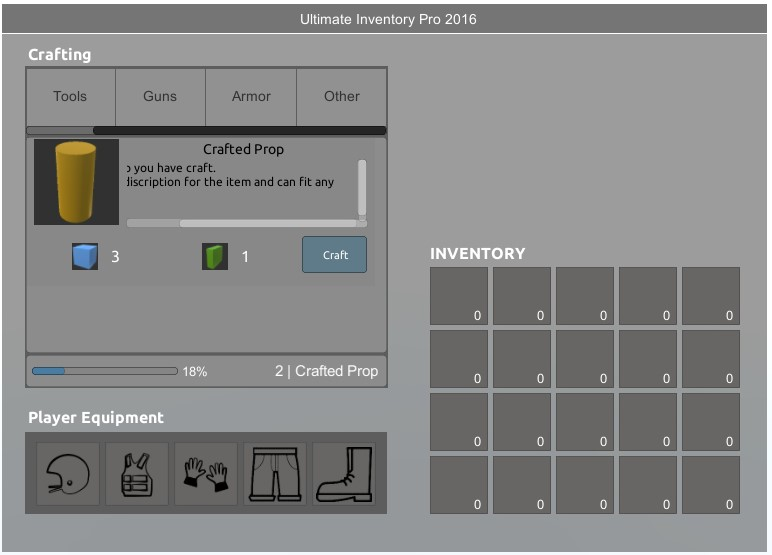 Ultimate Inventory Pro 2016
Crafting
Tools
Guns
Armor
Other
Crafted Prop
you have craft.
discription for the item and can fit any
3
1
Craft
18%
2 | Crafted Prop
Player Equipment
INVENTORY
0 0 0 0 0
0 0 0 0 0
0 0 0 0 0
0 0 0 0 0